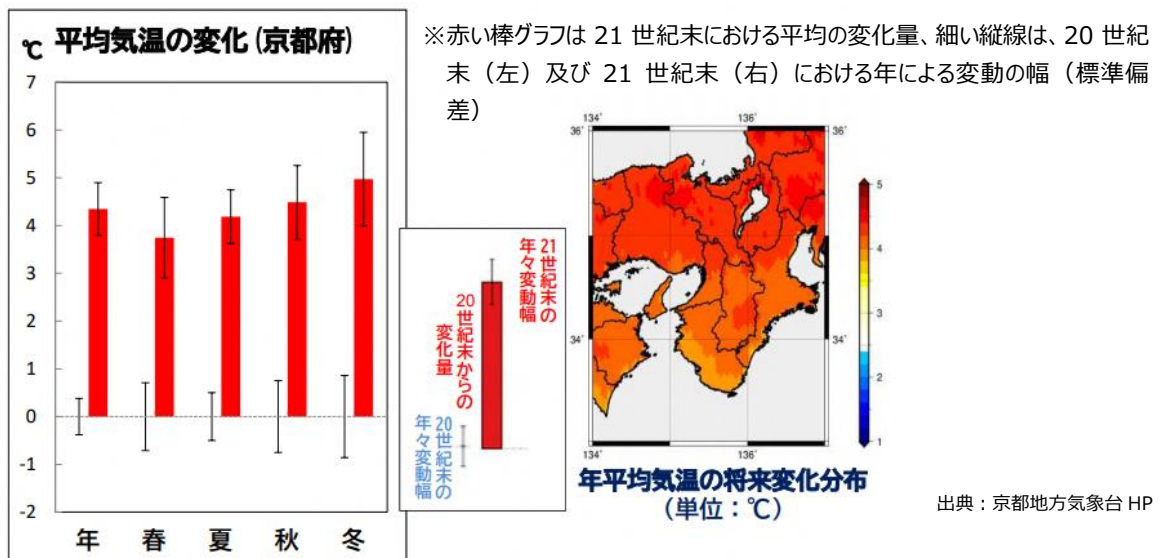 ℃ 平均気温の変化 (京都府)
7
6
5
4
3
2
1
0
-1
-2
年 春 夏 秋 冬
※赤い棒グラフは 21 世紀末における平均の変化量、細い縦線は、20 世紀
末（左）及び 21 世紀末（右）における年による変動の幅（標準偏
差）
21世紀末の
年々変動幅
20世紀末からの
変化量
20世紀末の
年々変動幅
134° 136°
36° 36°
34° 34°
136°
5
4
3
2
1
年平均気温の将来変化分布
（単位：℃）
出典：京都地方気象台 HP